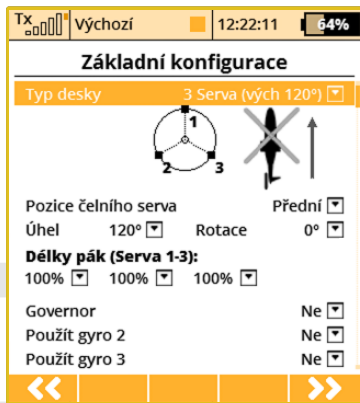 Tx Výchozí 12:22:11 64%
Základní konfigurace
Typ desky 3 Serva (vých 120°)
1
2 3
Pozice čelního serva Přední
Úhel 120° Rotace 0°
Délky pák (Serva 1-3):
100% 100% 100%
Governor Ne
Použít gyro 2 Ne
Použít gyro 3 Ne